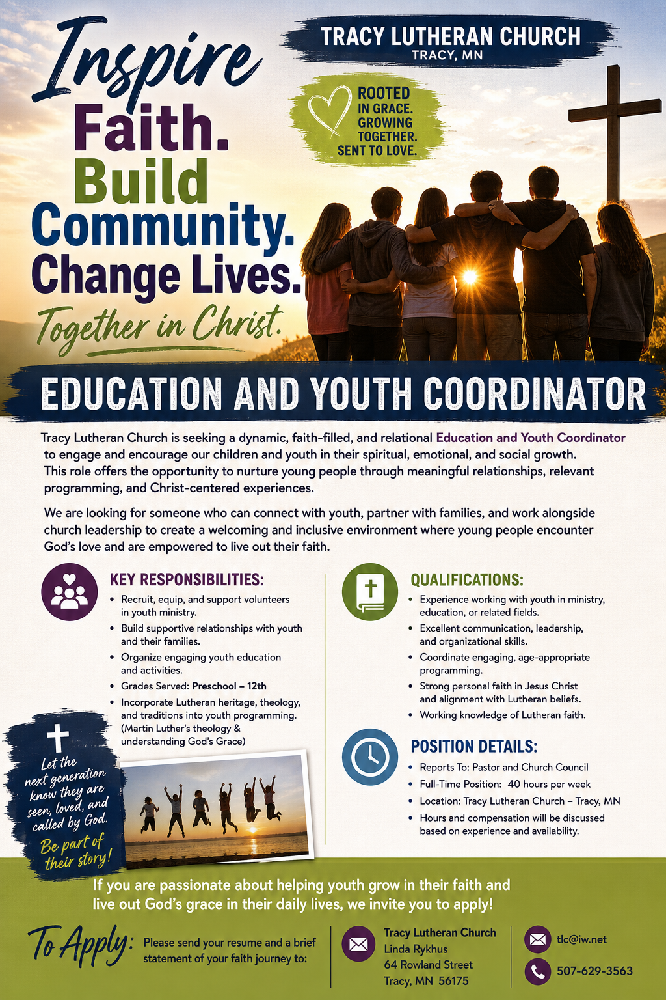 Inspire
Faith.
Build
Community.
Change Lives.
Together in Christ.
TRACY LUTHERAN CHURCH
TRACY, MN
ROOTED
IN GRACE.
GROWING
TOGETHER.
SENT TO LOVE.
EDUCATION AND YOUTH COORDINATOR
Tracy Lutheran Church is seeking a dynamic, faith-filled, and relational Education and Youth Coordinator
to engage and encourage our children and youth in their spiritual, emotional, and social growth.
This role offers the opportunity to nurture young people through meaningful relationships, relevant
programming, and Christ-centered experiences.
We are looking for someone who can connect with youth, partner with families, and work alongside
church leadership to create a welcoming and inclusive environment where young people encounter
God's love and are empowered to live out their faith.
KEY RESPONSIBILITIES:
• Recruit, equip, and support volunteers
in youth ministry.
• Build supportive relationships with youth
and their families.
• Organize engaging youth education
and activities.
• Grades Served: Preschool – 12th
• Incorporate Lutheran heritage, theology,
and traditions into youth programming.
(Martin Luther's theology &
understanding God's Grace)
Let the
next generation
know they are
seen, loved, and
called by God.
Be part of
their story!
QUALIFICATIONS:
• Experience working with youth in ministry,
education, or related fields.
• Excellent communication, leadership,
and organizational skills.
• Coordinate engaging, age-appropriate
programming.
• Strong personal faith in Jesus Christ
and alignment with Lutheran beliefs.
• Working knowledge of Lutheran faith.
POSITION DETAILS:
• Reports To: Pastor and Church Council
• Full-Time Position: 40 hours per week
• Location: Tracy Lutheran Church – Tracy, MN
• Hours and compensation will be discussed
based on experience and availability.
If you are passionate about helping youth grow in their faith and
live out God's grace in their daily lives, we invite you to apply!
To Apply:
Please send your resume and a brief
statement of your faith journey to:
Tracy Lutheran Church
Linda Rykhus
64 Rowland Street
Tracy, MN 56175
tlc@iw.net
507-629-3563